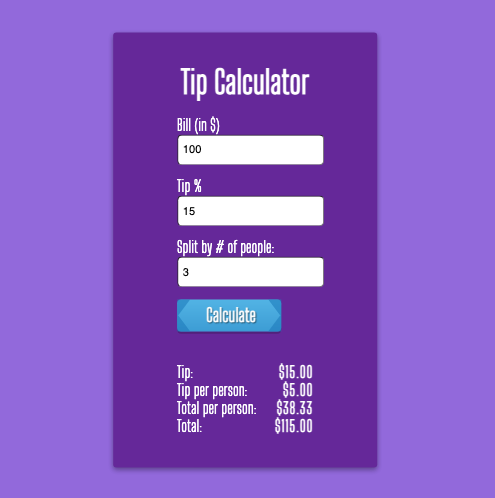 Tip Calculator
Bill (in $)
100
Tip %
15
Split by # of people:
3
Calculate
Tip: $15.00
Tip per person: $5.00
Total per person: $38.33
Total: $115.00